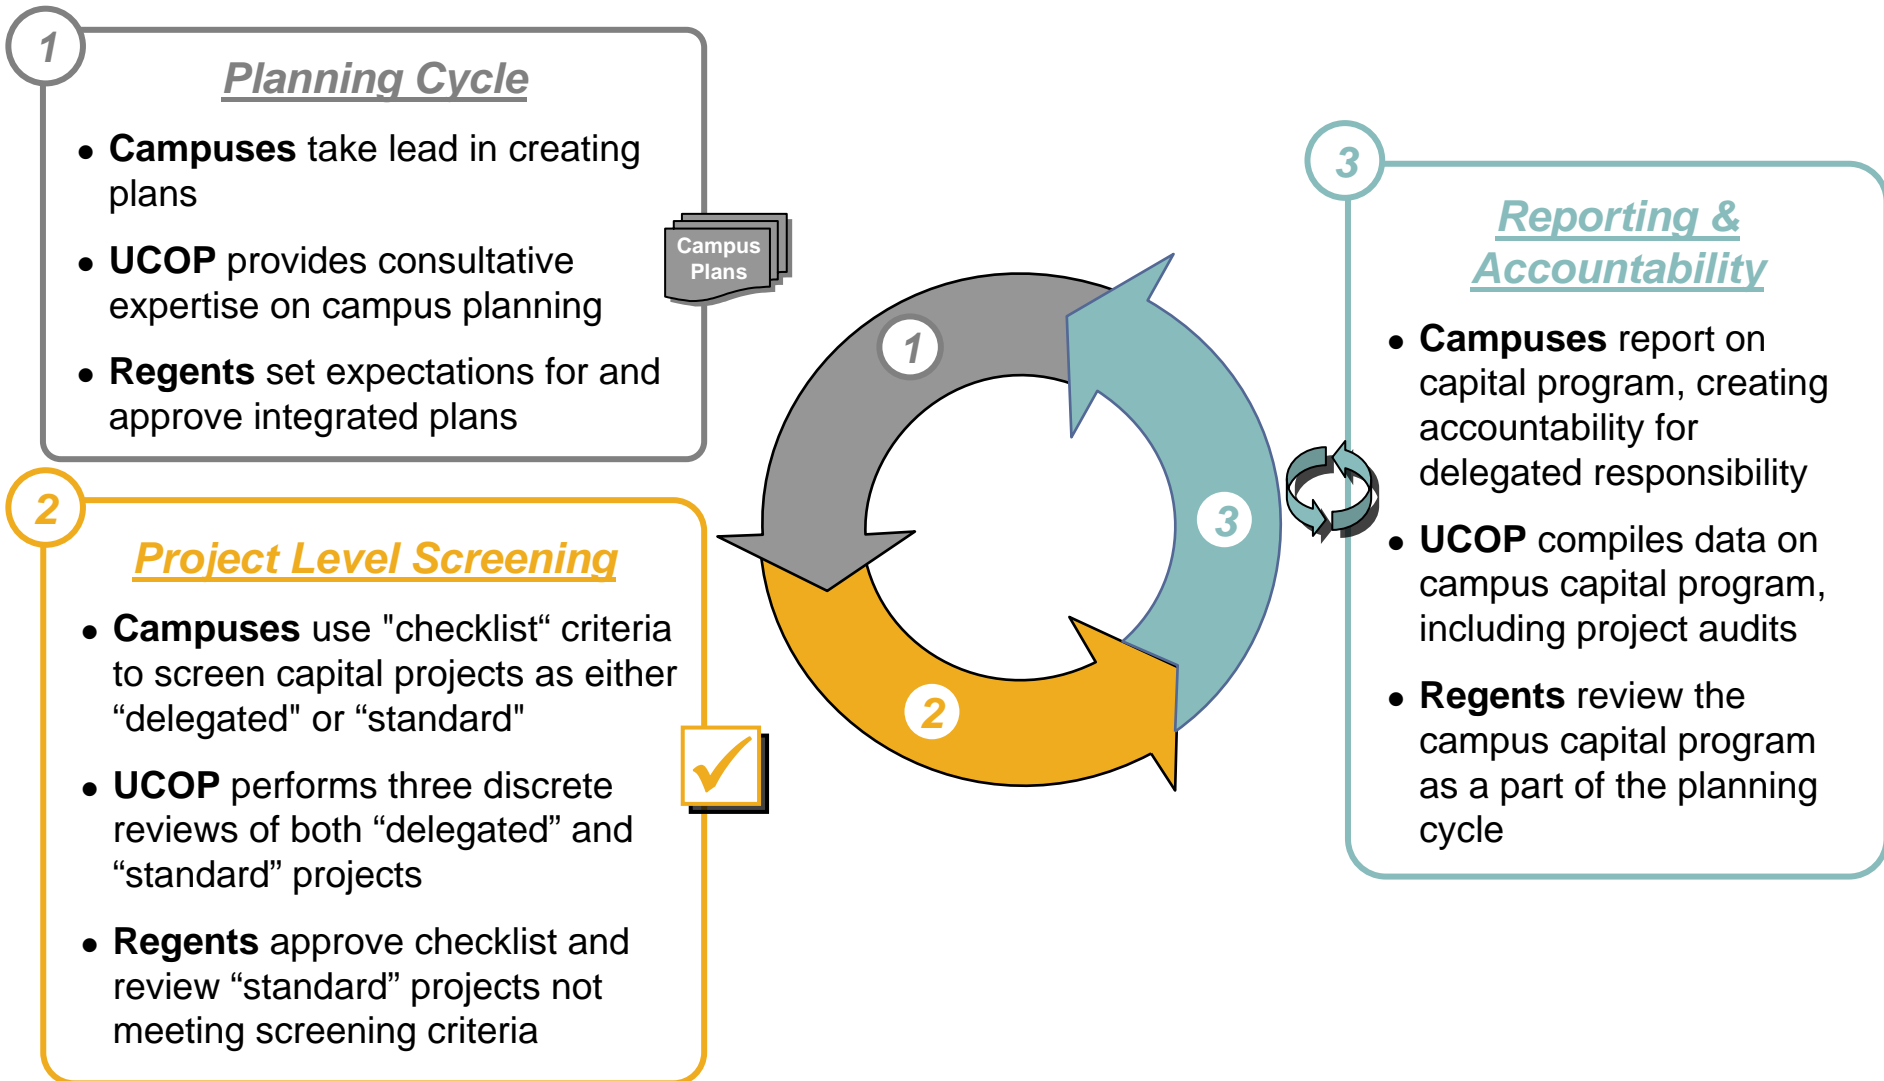 1
Planning Cycle
• Campuses take lead in creating
plans
• UCOP provides consultative
expertise on campus planning
• Regents set expectations for and
approve integrated plans
Campus
Plans
2
Project Level Screening
• Campuses use "checklist“ criteria
to screen capital projects as either
“delegated" or “standard"
• UCOP performs three discrete
reviews of both “delegated” and
“standard” projects
• Regents approve checklist and
review “standard” projects not
meeting screening criteria
1
2
3
3
Reporting &
Accountability
• Campuses report on
capital program, creating
accountability for
delegated responsibility
• UCOP compiles data on
campus capital program,
including project audits
• Regents review the
campus capital program
as a part of the planning
cycle